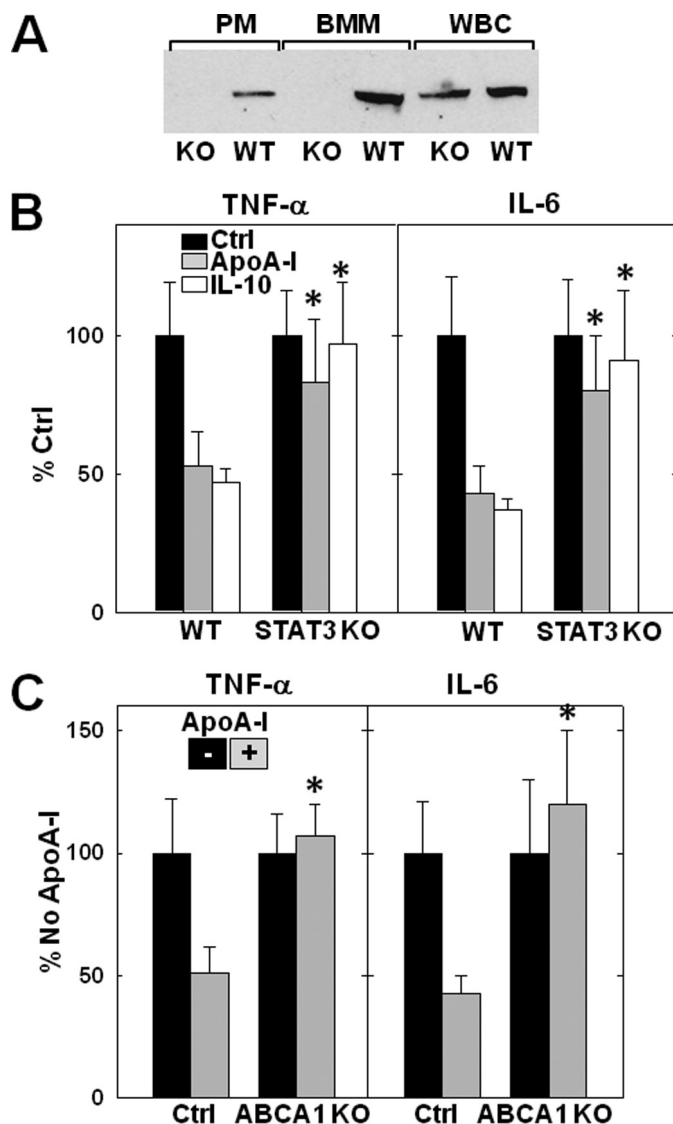 A
PM BMM WBC
KO WT KO WT KO WT
B
TNF-α IL-6
Ctrl
ApoA-I
IL-10
* * * *
100
50
0
% Ctrl
WT STAT3 KO WT STAT3 KO
C
TNF-α IL-6
ApoA-I
- +
* *
150
100
50
0
% No ApoA-I
Ctrl ABCA1 KO Ctrl ABCA1 KO